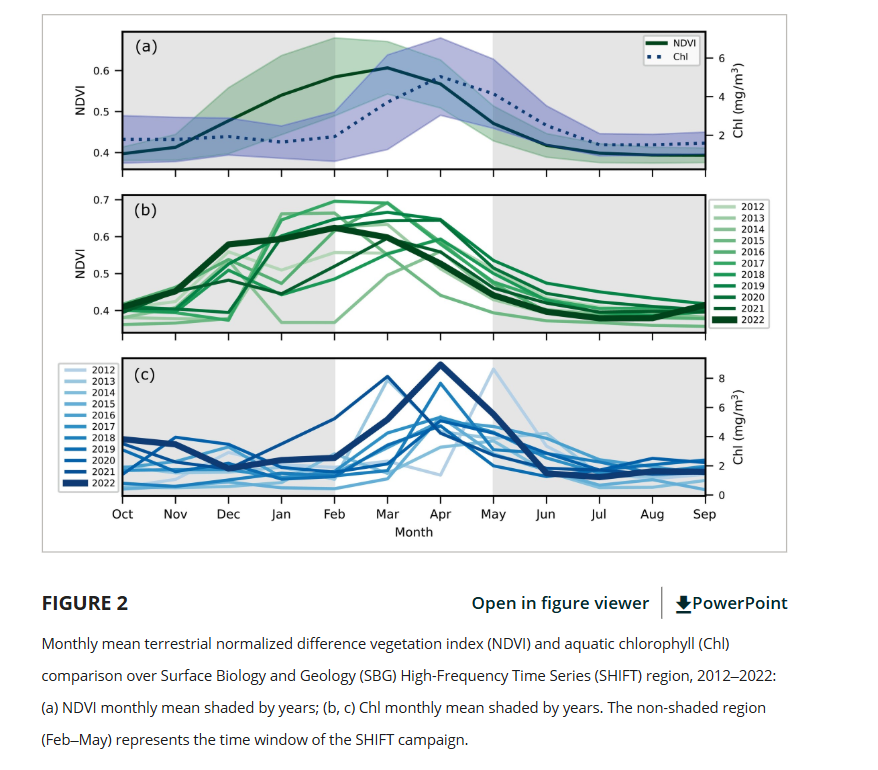 (a)
NDVI
Chl
NDVI
0.6
0.5
0.4
6
4
2
Chl (mg/m³)
(b)
NDVI
0.7
0.6
0.5
0.4
2012
2013
2014
2015
2016
2017
2018
2019
2020
2021
2022
(c)
2012
2013
2014
2015
2016
2017
2018
2019
2020
2021
2022
8
6
4
2
0
Chl (mg/m³)
Oct Nov Dec Jan Feb Mar Apr May Jun Jul Aug Sep
Month
FIGURE 2
Open in figure viewer PowerPoint
Monthly mean terrestrial normalized difference vegetation index (NDVI) and aquatic chlorophyll (Chl)
comparison over Surface Biology and Geology (SBG) High-Frequency Time Series (SHIFT) region, 2012–2022:
(a) NDVI monthly mean shaded by years; (b, c) Chl monthly mean shaded by years. The non-shaded region
(Feb–May) represents the time window of the SHIFT campaign.